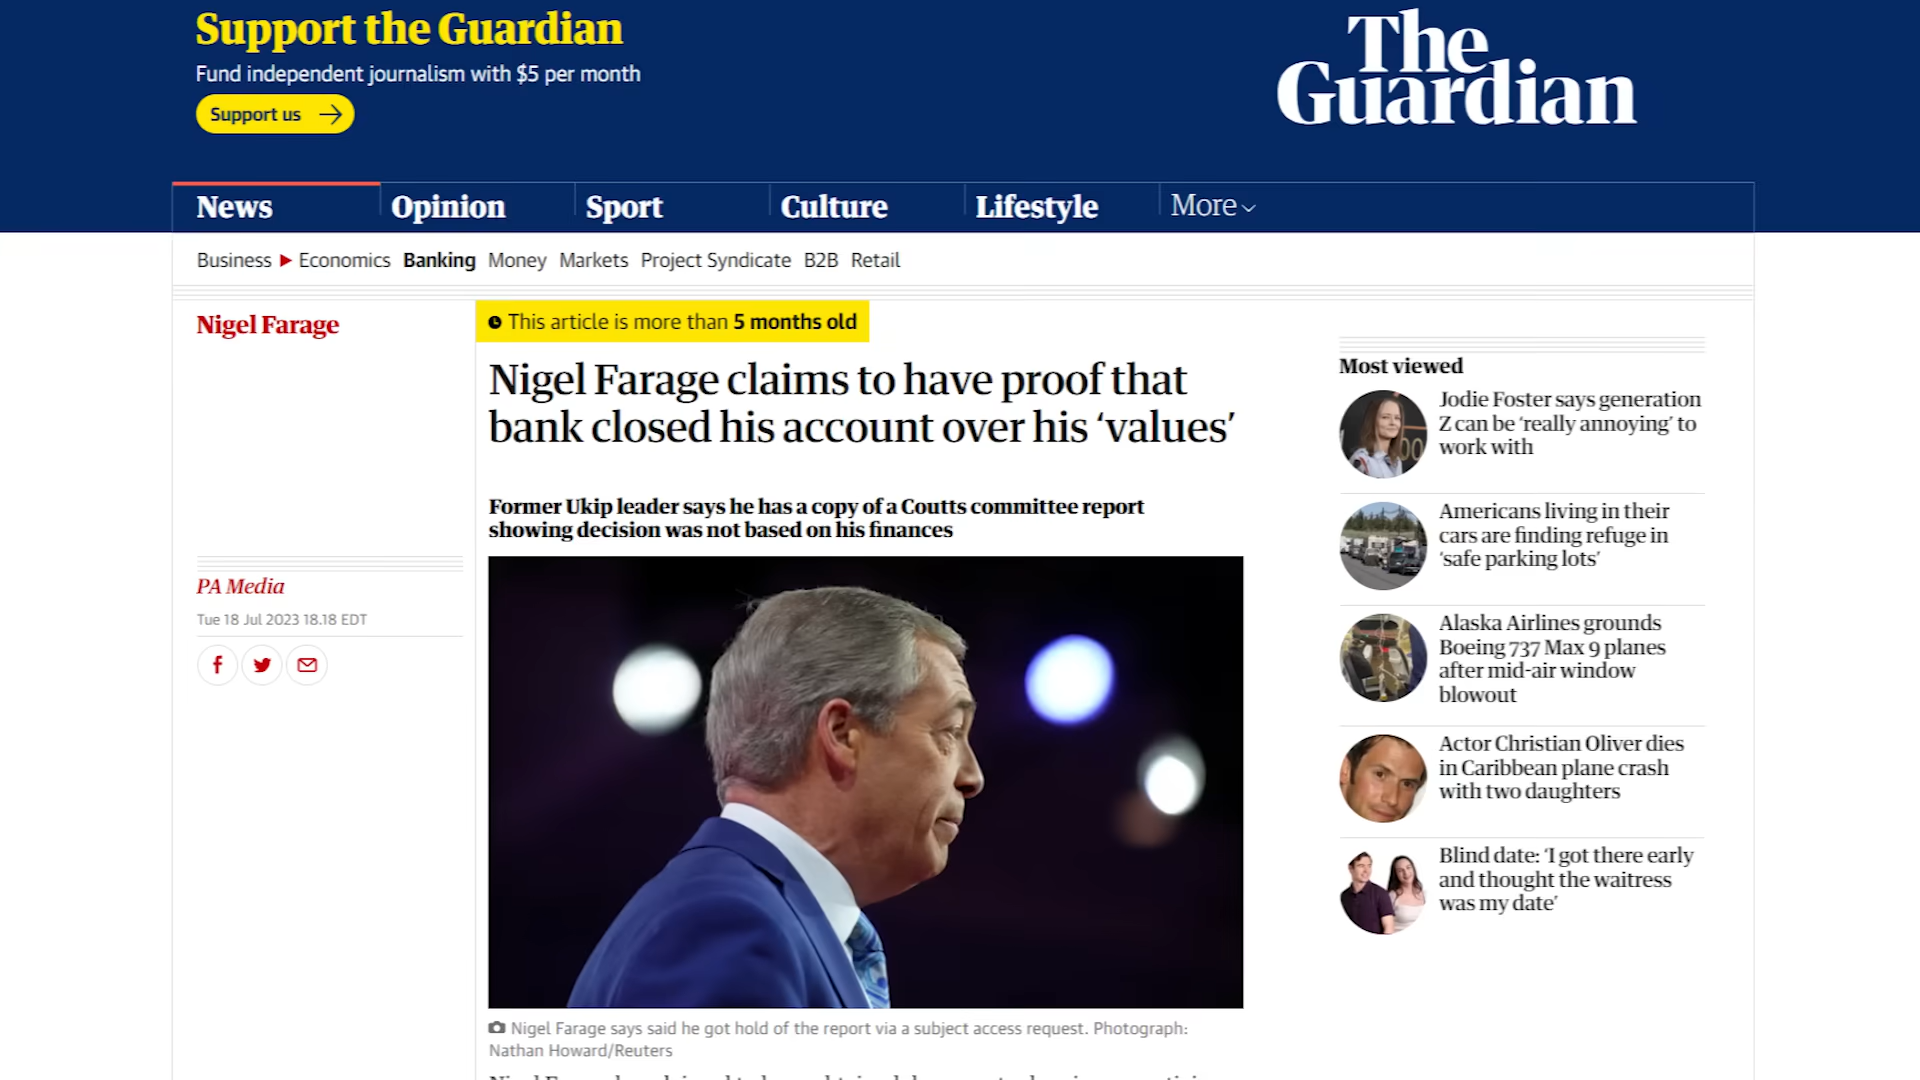 Support the Guardian
Fund independent journalism with $5 per month
Support us
The
Guardian
News
Opinion
Sport
Culture
Lifestyle
More
Business
Economics
Banking
Money
Markets
Project Syndicate
B2B
Retail
Nigel Farage
PA Media
Tue 18 Jul 2023 18.18 EDT
This article is more than 5 months old
Nigel Farage claims to have proof that
bank closed his account over his ‘values’
Former Ukip leader says he has a copy of a Coutts committee report
showing decision was not based on his finances
Nigel Farage says said he got hold of the report via a subject access request. Photograph:
Nathan Howard/Reuters
Most viewed
Jodie Foster says generation
Z can be ‘really annoying’ to
work with
Americans living in their
cars are finding refuge in
‘safe parking lots’
Alaska Airlines grounds
Boeing 737 Max 9 planes
after mid-air window
blowout
Actor Christian Oliver dies
in Caribbean plane crash
with two daughters
Blind date: ‘I got there early
and thought the waitress
was my date’